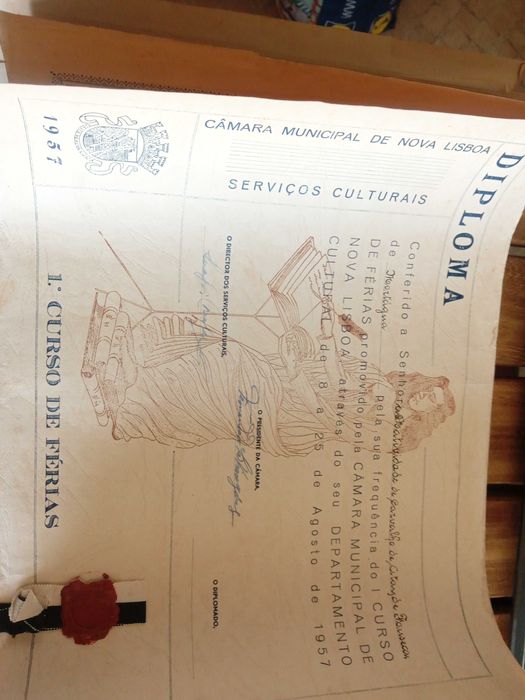 CÂMARA MUNICIPAL DE NOVA LISBOA
SERVIÇOS CULTURAIS
1957
DIPLOMA
Conferido a Senhora
de Mortágua pela sua frequência do I CURSO
DE FÉRIAS promovido pela CÂMARA MUNICIPAL DE
NOVA LISBOA através do seu DEPARTAMENTO
CULTURAL de 8 a 25 de Agosto de 1957
O DIRECTOR DOS SERVIÇOS CULTURAIS,
O PRESIDENTE DA CÂMARA,
O DIPLOMADO,
1.º CURSO DE FÉRIAS